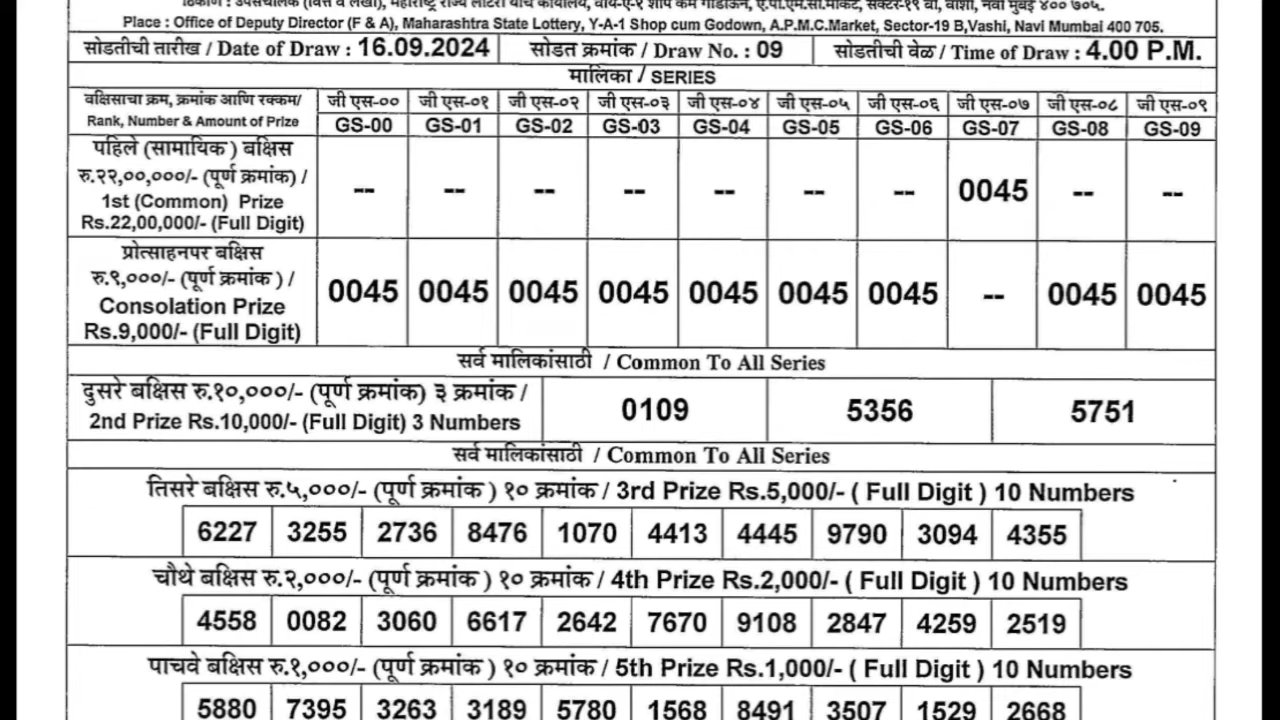 ठिकाण : उपसंचालक (वित्त व लेखा), महाराष्ट्र राज्य लॉटरी यांचे कार्यालय, वाय-ए-१ शॉप कम गोडाऊन, ए.पी.एम.सी.मार्केट, सेक्टर-१९ बी, वाशी, नवी मुंबई ४०० ७०५.
Place : Office of Deputy Director (F & A), Maharashtra State Lottery, Y-A-1 Shop cum Godown, A.P.M.C.Market, Sector-19 B,Vashi, Navi Mumbai 400 705.
सोडतीची तारीख / Date of Draw : 16.09.2024 सोडत क्रमांक / Draw No. : 09 सोडतीची वेळ / Time of Draw : 4.00 P.M.
मालिका / SERIES
वक्षिसाचा क्रम, क्रमांक आणि रक्कम/ जी एस-०० जी एस-०१ जी एस-०२ जी एस-०३ जी एस-०४ जी एस-०५ जी एस-०६ जी एस-०७ जी एस-०८ जी एस-०९
Rank, Number & Amount of Prize GS-00 GS-01 GS-02 GS-03 GS-04 GS-05 GS-06 GS-07 GS-08 GS-09
पहिले (सामायिक) बक्षिस
रु.२२,००,०००/- (पूर्ण क्रमांक) /
1st (Common) Prize
Rs.22,00,000/- (Full Digit)
-- -- -- -- -- -- -- 0045 -- --
प्रोत्साहनपर बक्षिस
रु.९,०००/- (पूर्ण क्रमांक ) /
Consolation Prize
Rs.9,000/- (Full Digit)
0045 0045 0045 0045 0045 0045 0045 -- 0045 0045
सर्व मालिकांसाठी / Common To All Series
दुसरे बक्षिस रु.१०,०००/- (पूर्ण क्रमांक) ३ क्रमांक /
2nd Prize Rs.10,000/- (Full Digit) 3 Numbers
0109 5356 5751
सर्व मालिकांसाठी / Common To All Series
तिसरे बक्षिस रु.५,०००/- (पूर्ण क्रमांक ) १० क्रमांक / 3rd Prize Rs.5,000/- ( Full Digit ) 10 Numbers
6227 3255 2736 8476 1070 4413 4445 9790 3094 4355
चौथे बक्षिस रु.२,०००/- (पूर्ण क्रमांक ) १० क्रमांक / 4th Prize Rs.2,000/- ( Full Digit ) 10 Numbers
4558 0082 3060 6617 2642 7670 9108 2847 4259 2519
पाचवे बक्षिस रु.१,०००/- (पूर्ण क्रमांक ) १० क्रमांक / 5th Prize Rs.1,000/- ( Full Digit ) 10 Numbers
5880 7395 3263 3189 5780 1568 8491 3507 1529 2668